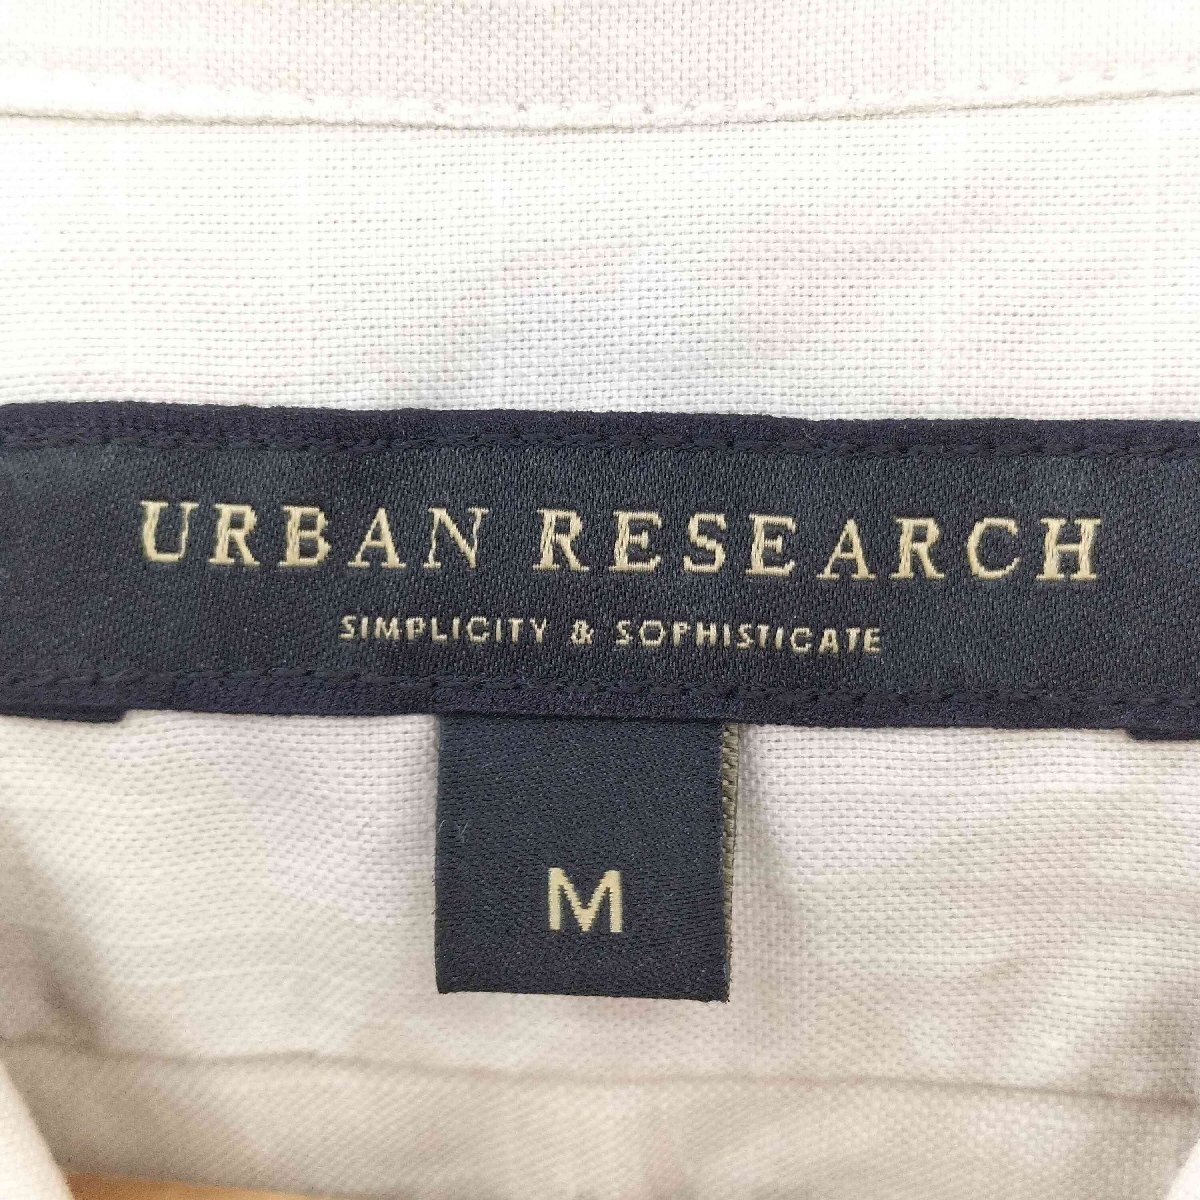 URBAN RESEARCH
SIMPLICITY & SOPHISTICATE
M